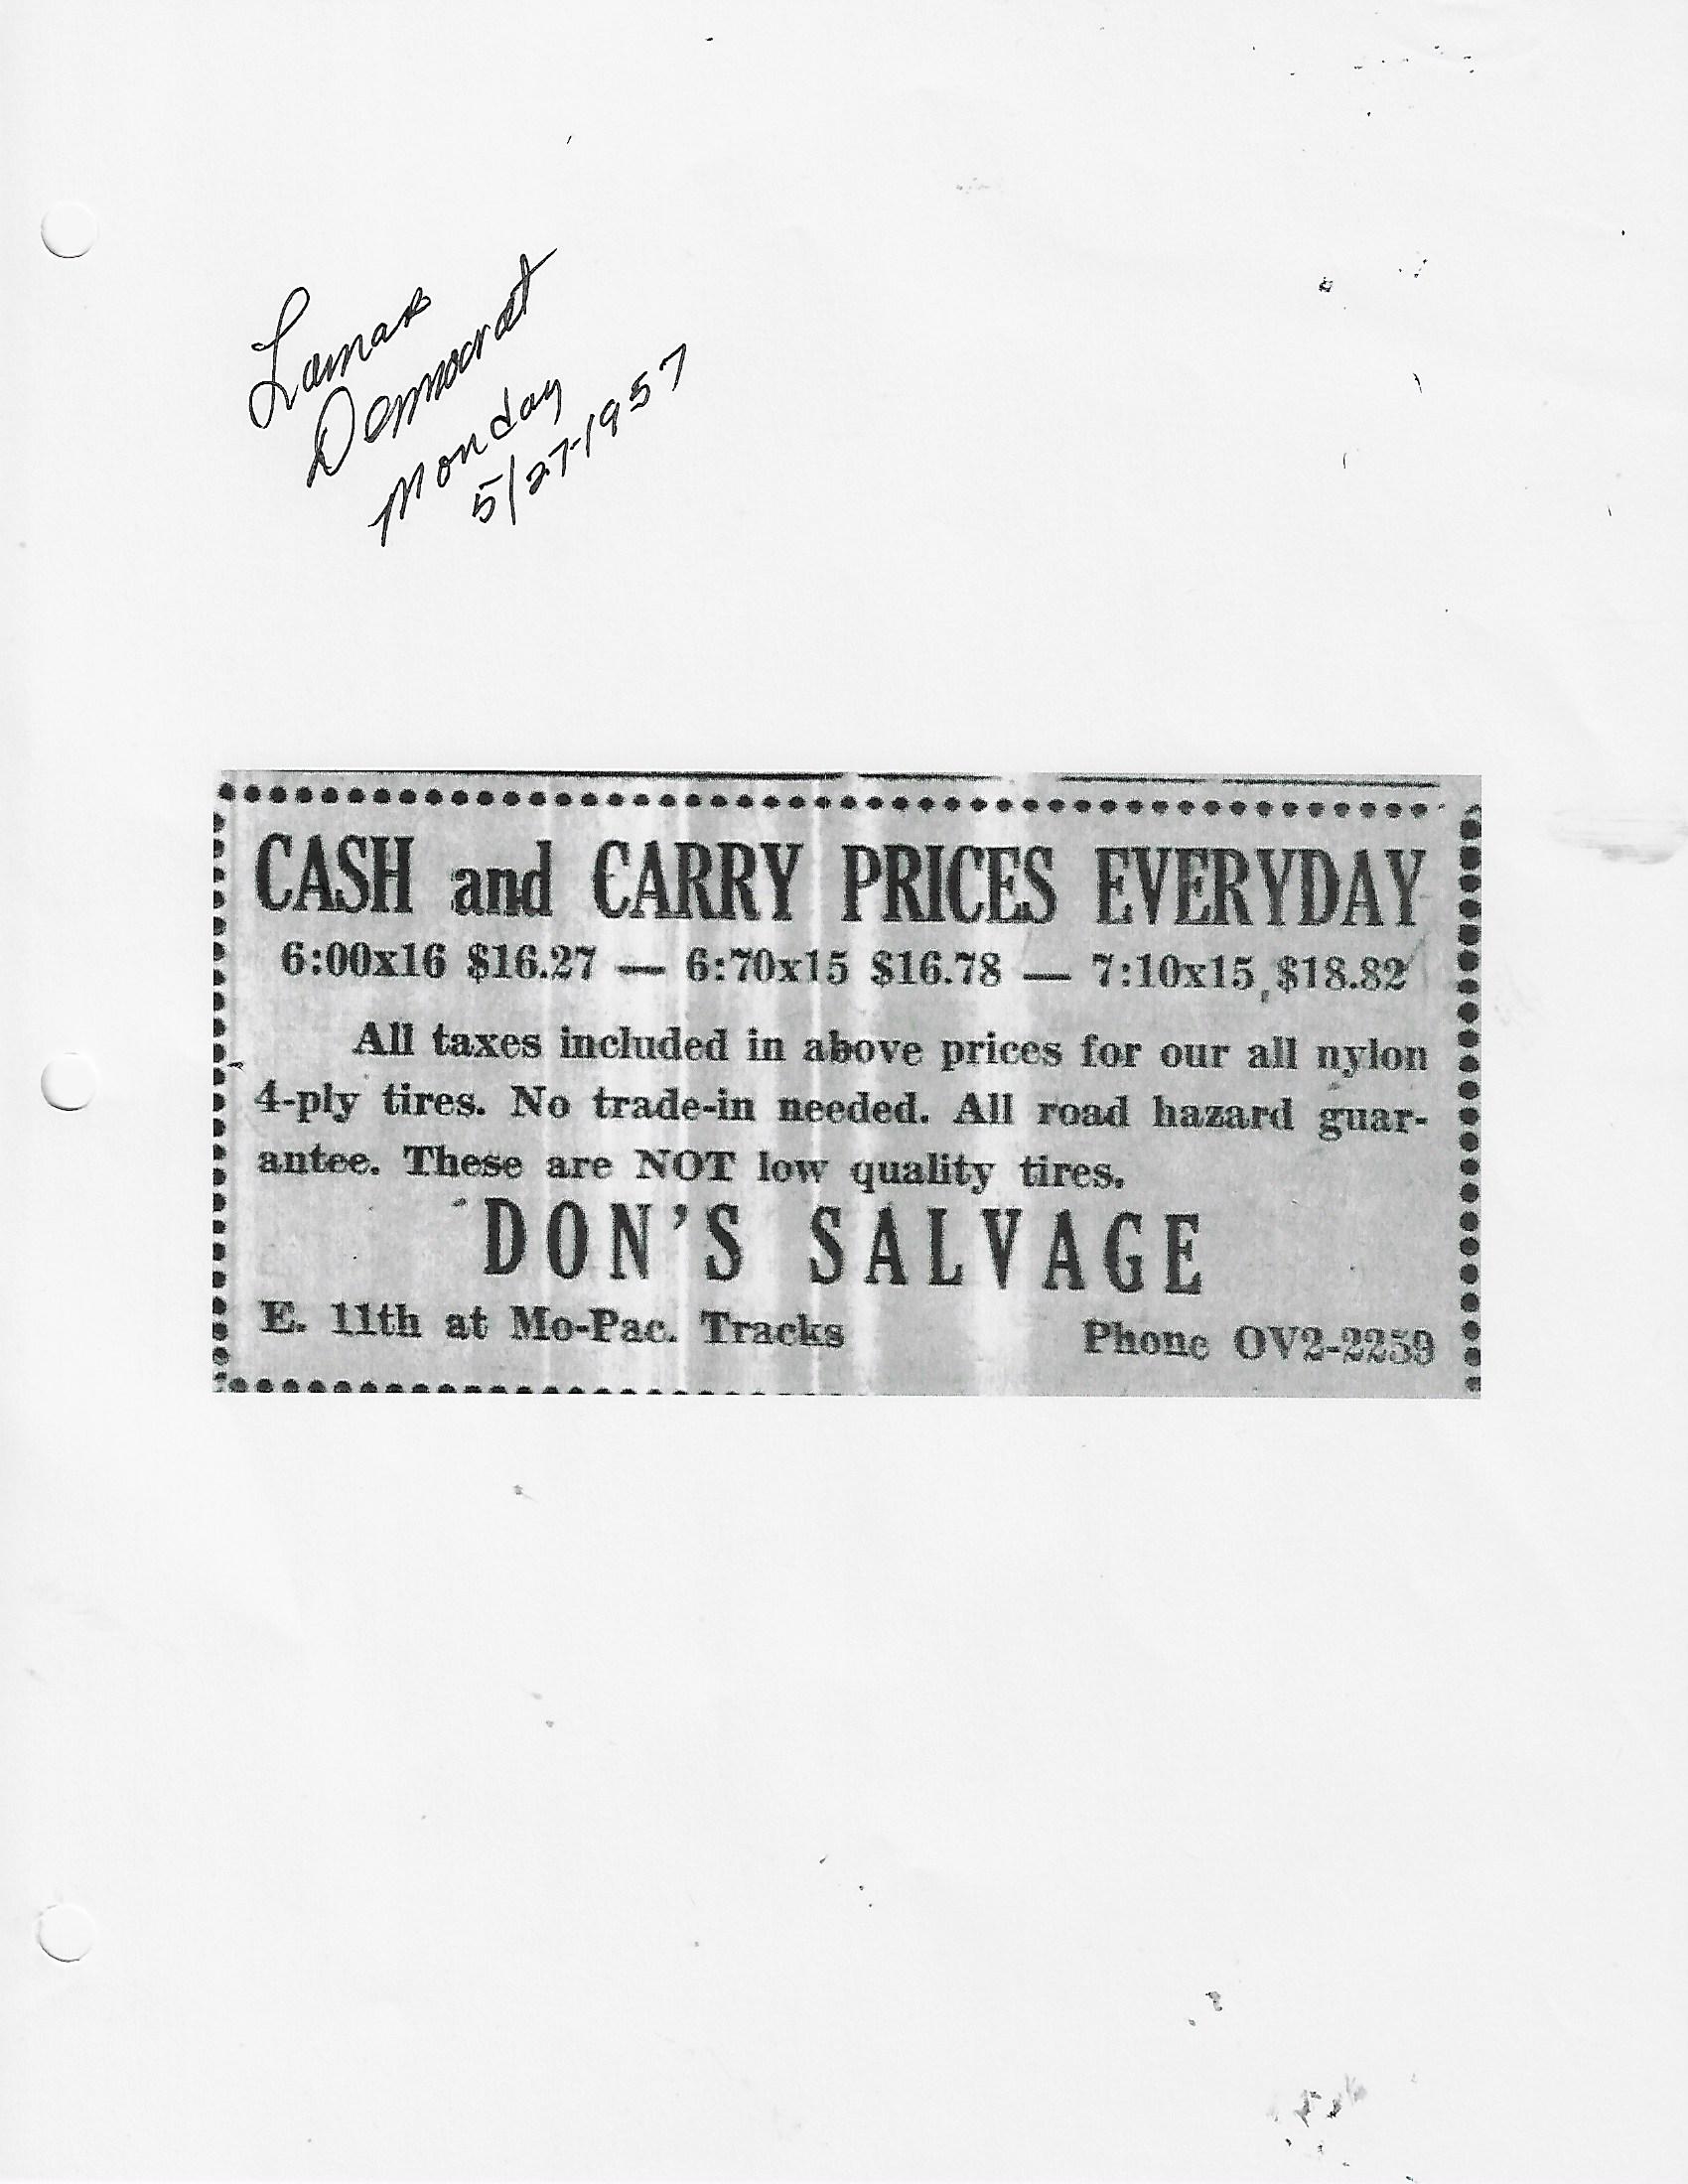 Lamar
Democrat
Monday
5/27-1957
CASH and CARRY PRICES EVERYDAY
6:00x16 $16.27 — 6:70x15 $16.78 — 7:10x15 $18.82
All taxes included in above prices for our all nylon
4-ply tires. No trade-in needed. All road hazard guar-
antee. These are NOT low quality tires.
DON'S SALVAGE
E. 11th at Mo-Pac. Tracks Phone OV2-2259